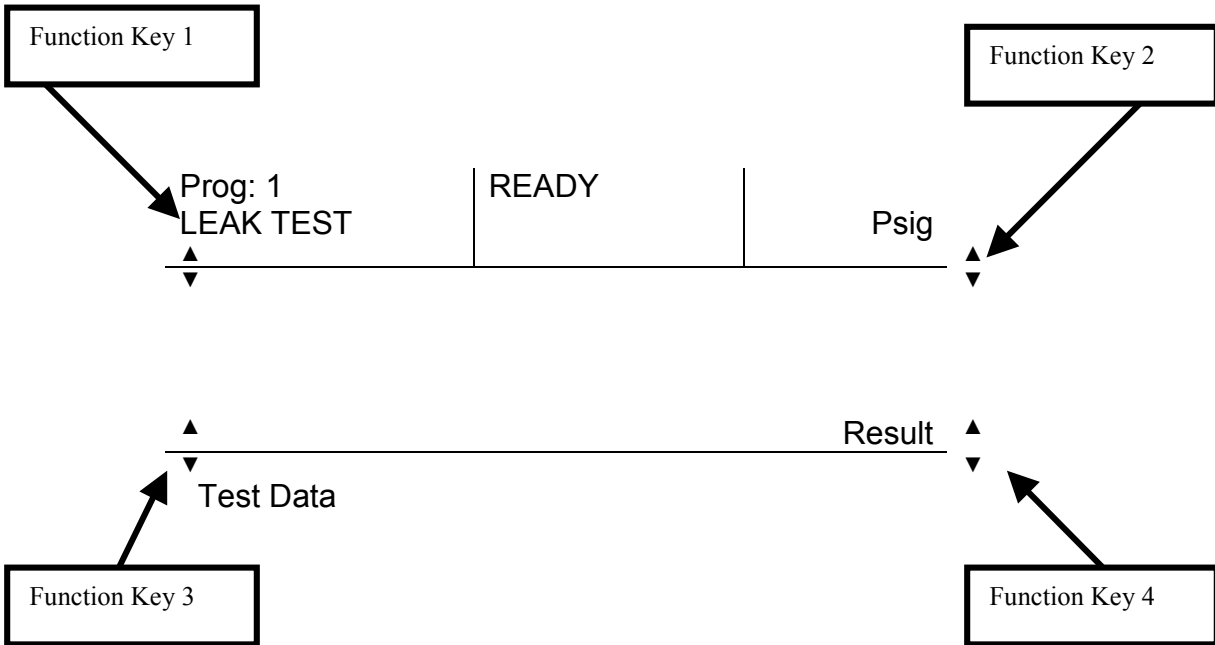 Function Key 1
Function Key 2
Prog: 1
READY
LEAK TEST
Psig
▲ ▲
▼ ▼
▲ Result ▲
▼ ▼
Test Data
Function Key 3
Function Key 4